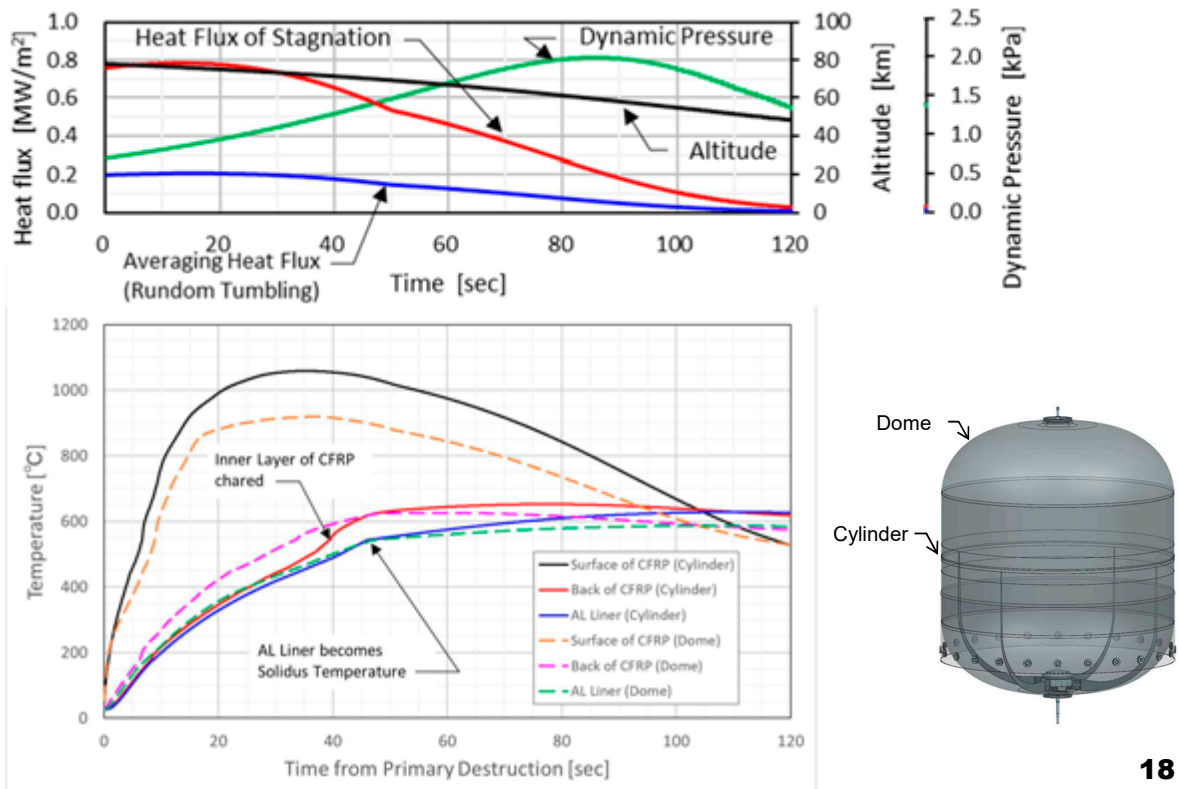 1.0
0.8
0.6
0.4
0.2
0.0
Heat flux [MW/m²]
Heat Flux of Stagnation
Dynamic Pressure
Altitude
Averaging Heat Flux
(Rundom Tumbling)
0
20
40
60
80
100
120
Time [sec]
100
80
60
40
20
0
Altitude [km]
2.5
2.0
1.5
1.0
0.5
0.0
Dynamic Pressure [kPa]
1200
1000
800
600
400
200
0
Temperature [°C]
Inner Layer of CFRP
chared
AL Liner becomes
Solidus Temperature
Surface of CFRP (Cylinder)
Back of CFRP (Cylinder)
AL Liner (Cylinder)
Surface of CFRP (Dome)
Back of CFRP (Dome)
AL Liner (Dome)
0
20
40
60
80
100
120
Time from Primary Destruction [sec]
Dome
Cylinder
18